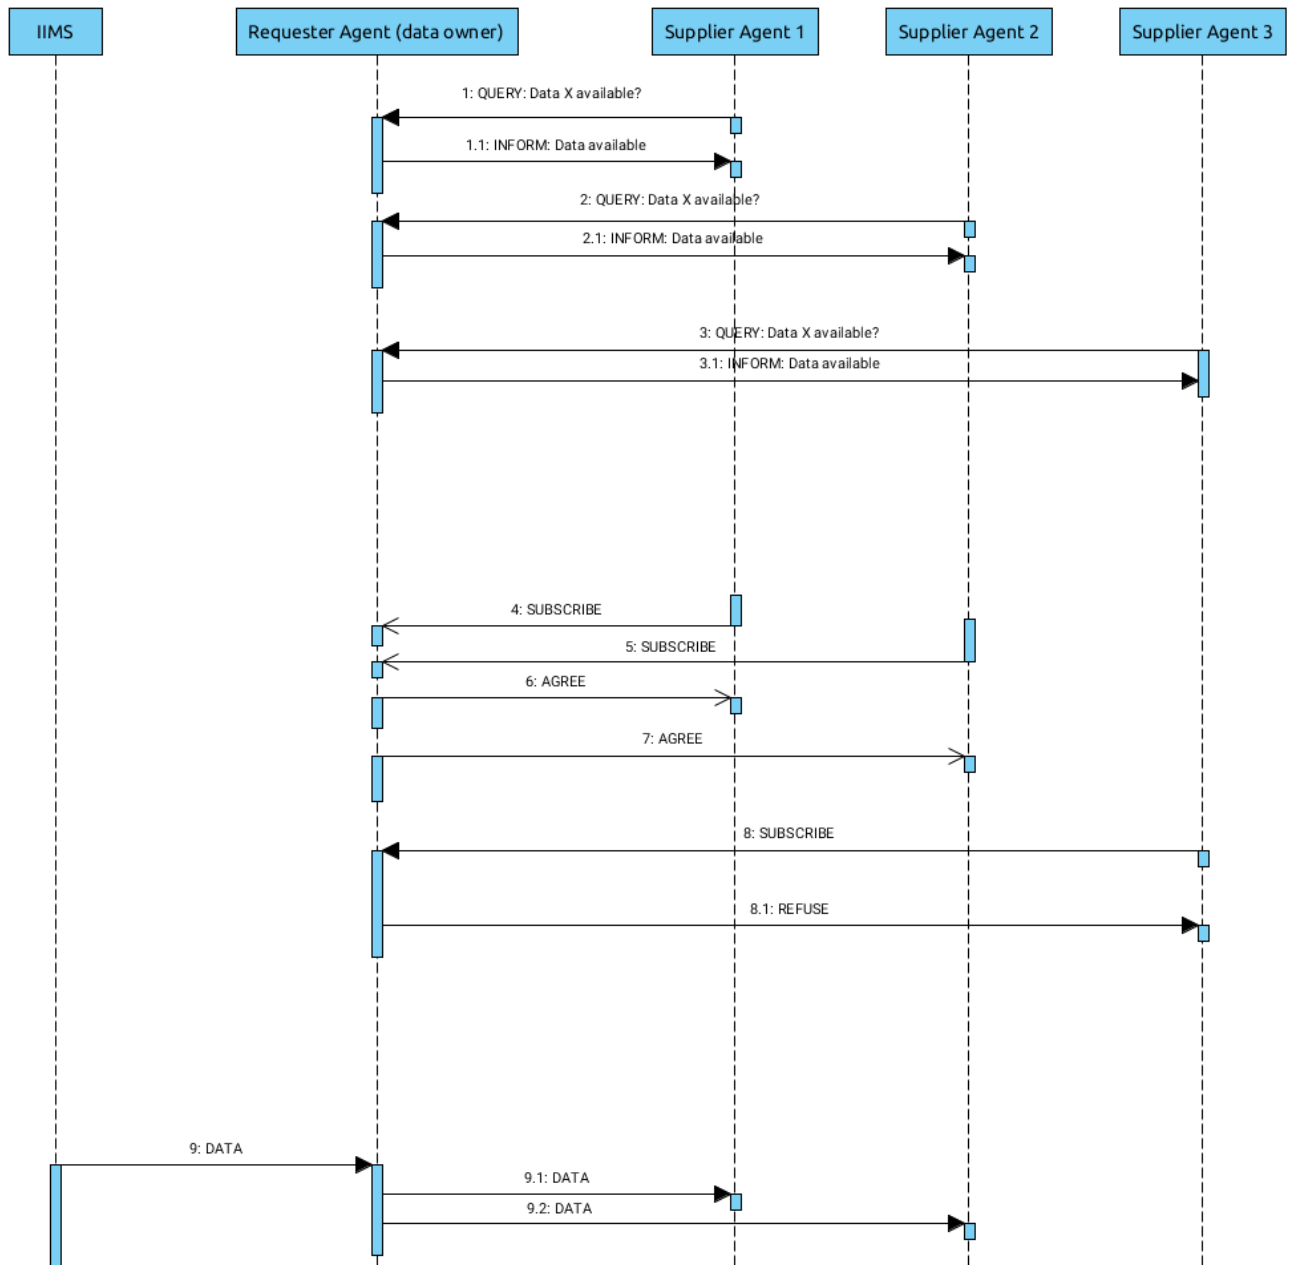 IIMS
Requester Agent (data owner)
Supplier Agent 1
Supplier Agent 2
Supplier Agent 3
1: QUERY: Data X available?
1.1: INFORM: Data available
2: QUERY: Data X available?
2.1: INFORM: Data available
3: QUERY: Data X available?
3.1: INFORM: Data available
4: SUBSCRIBE
5: SUBSCRIBE
6: AGREE
7: AGREE
8: SUBSCRIBE
8.1: REFUSE
9: DATA
9.1: DATA
9.2: DATA